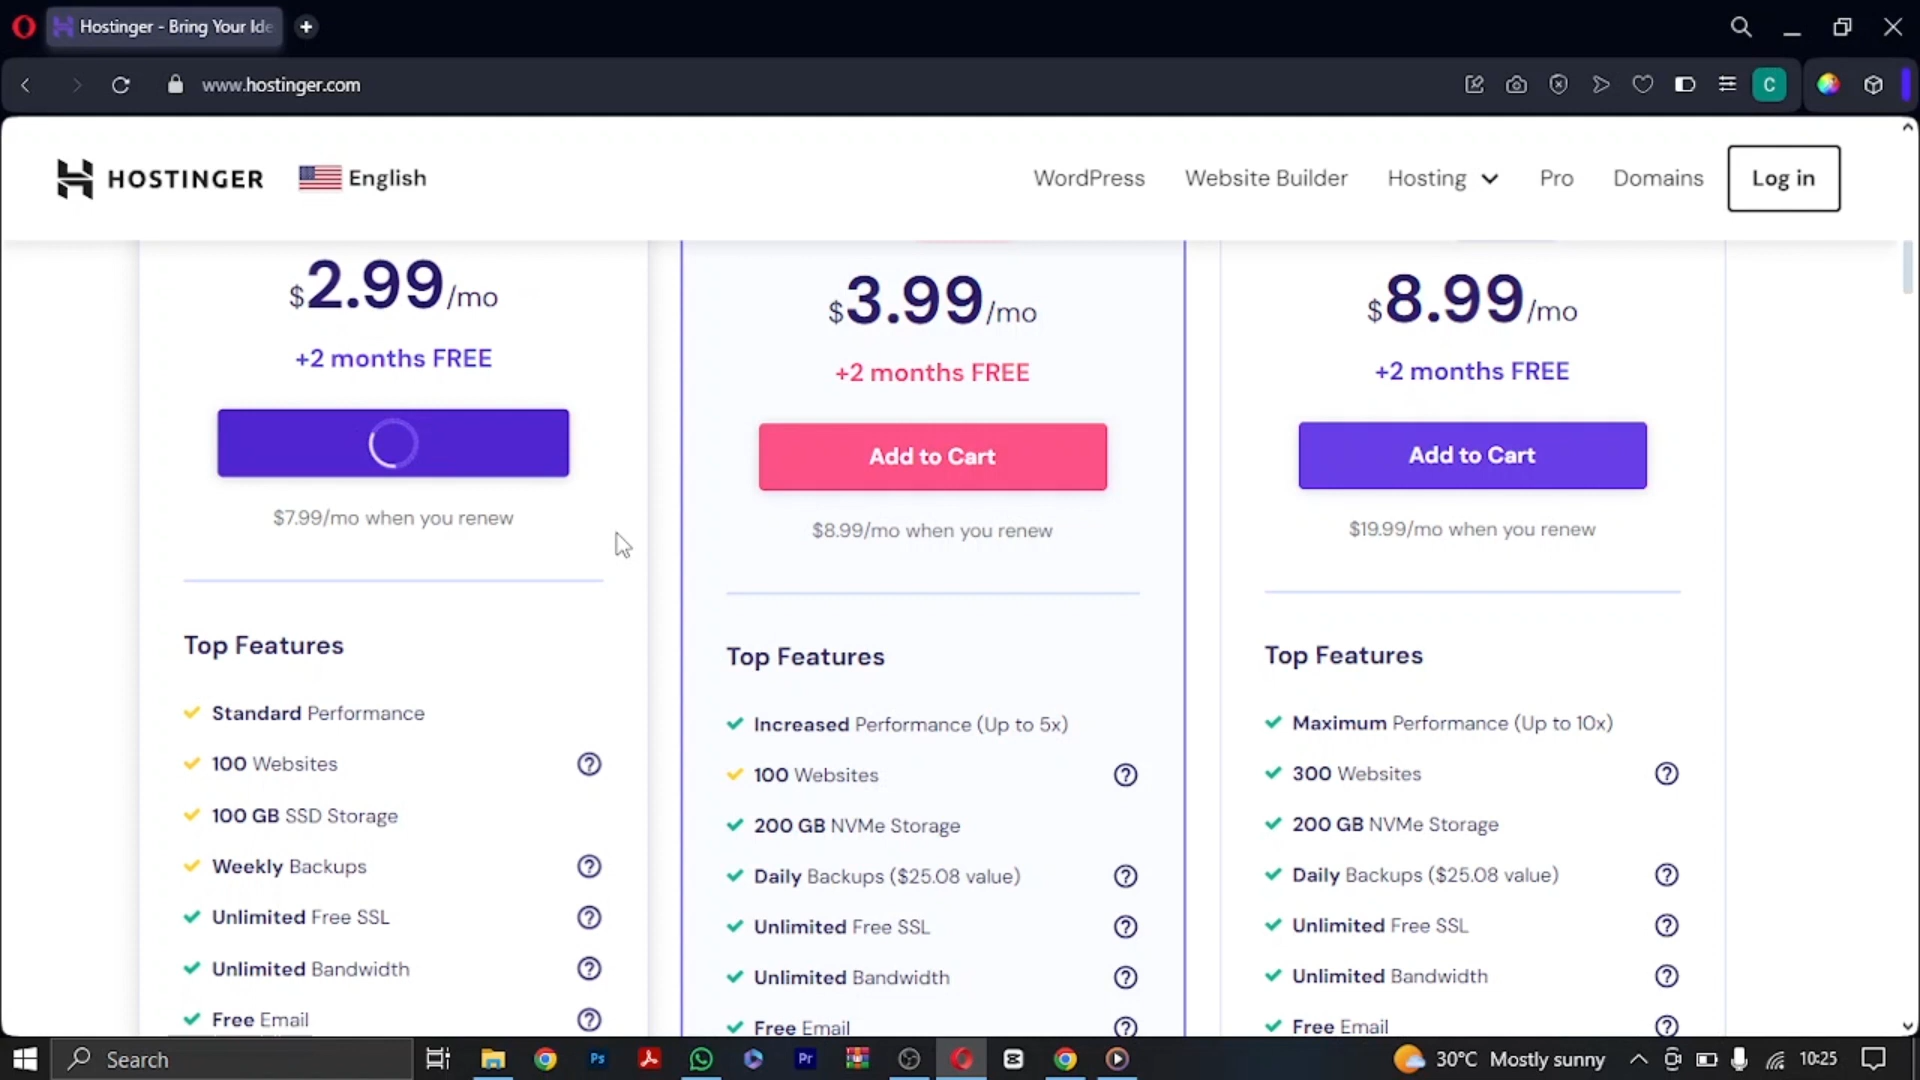 Hostinger - Bring Your Ide
www.hostinger.com
C
HOSTINGER
English
WordPress
Website Builder
Hosting
Pro
Domains
Log in
$2.99/mo
+2 months FREE
$7.99/mo when you renew
Top Features
Standard Performance
100 Websites
100 GB SSD Storage
Weekly Backups
Unlimited Free SSL
Unlimited Bandwidth
Free Email
$3.99/mo
+2 months FREE
Add to Cart
$8.99/mo when you renew
Top Features
Increased Performance (Up to 5x)
100 Websites
200 GB NVMe Storage
Daily Backups ($25.08 value)
Unlimited Free SSL
Unlimited Bandwidth
Free Email
$8.99/mo
+2 months FREE
Add to Cart
$19.99/mo when you renew
Top Features
Maximum Performance (Up to 10x)
300 Websites
200 GB NVMe Storage
Daily Backups ($25.08 value)
Unlimited Free SSL
Unlimited Bandwidth
Free Email
Search
Ps
Pr
30°C Mostly sunny
10:25